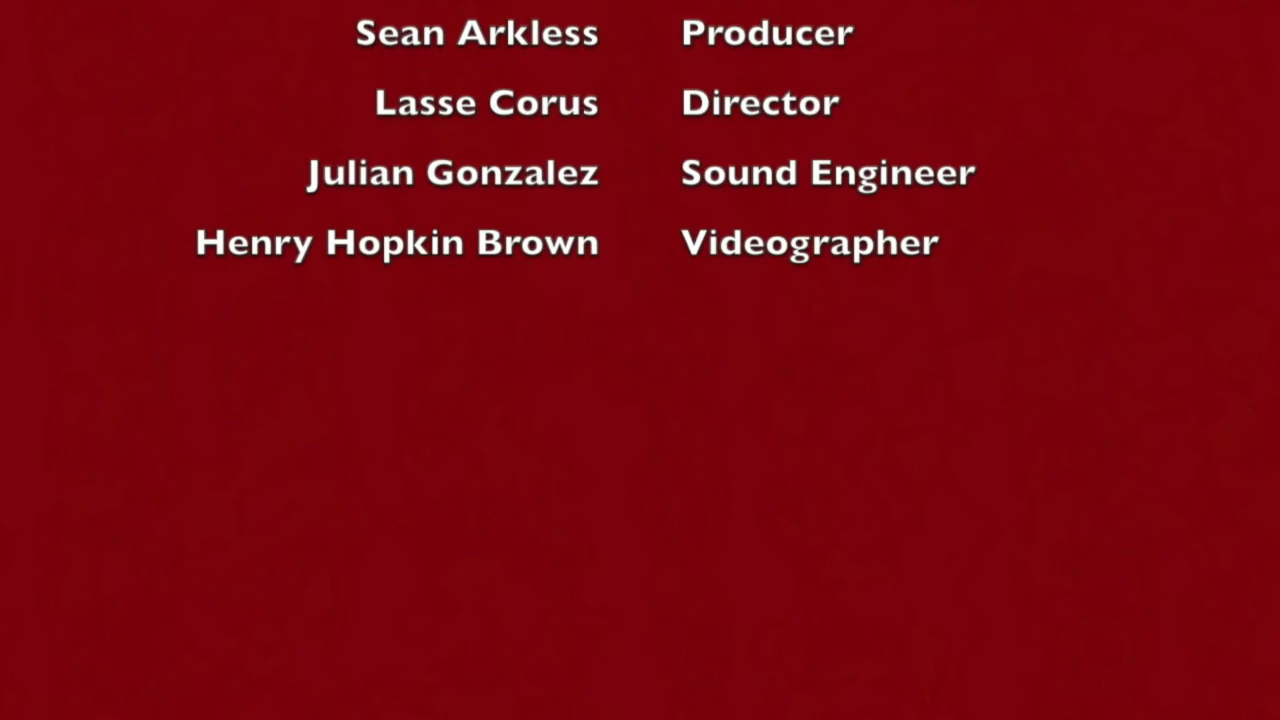 Sean Arkless Producer
Lasse Corus Director
Julian Gonzalez Sound Engineer
Henry Hopkin Brown Videographer